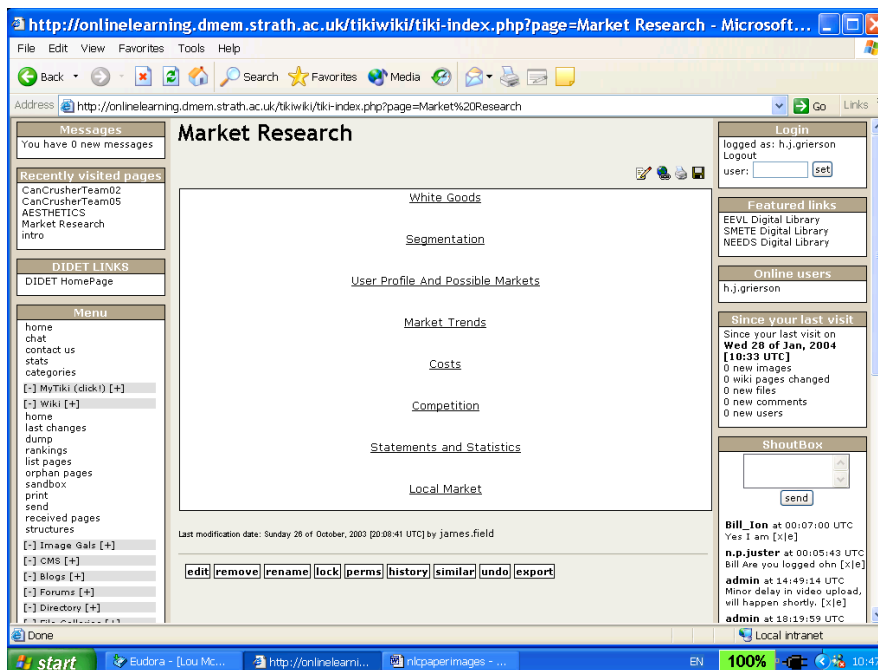 http://onlinelearning.dmem.strath.ac.uk/tikiwiki/tiki-index.php?page=Market Research - Microsoft...
File Edit View Favorites Tools Help
Back Search Favorites Media
Address http://onlinelearning.dmem.strath.ac.uk/tikiwiki/tiki-index.php?page=Market%20Research Go Links
Messages
You have 0 new messages
Recently visited pages
CanCrusherTeam02
CanCrusherTeam05
AESTHETICS
Market Research
intro
DIDET LINKS
DIDET HomePage
Menu
home
chat
contact us
stats
categories
[-] MyTiki (click!) [+]
[-] Wiki [+]
home
last changes
dump
rankings
list pages
orphan pages
sandbox
print
send
received pages
structures
[-] Image Gals [+]
[-] CMS [+]
[-] Blogs [+]
[-] Forums [+]
[-] Directory [+]
Market Research
White Goods
Segmentation
User Profile And Possible Markets
Market Trends
Costs
Competition
Statements and Statistics
Local Market
Last modification date: Sunday 26 of October, 2003 [20:08:41 UTC] by james.field
edit remove rename lock perms history similar undo export
Login
logged as: h.j.grierson
Logout
user: set
Featured links
EEVL Digital Library
SMETE Digital Library
NEEDS Digital Library
Online users
h.j.grierson
Since your last visit
Since your last visit on
Wed 28 of Jan, 2004
[10:33 UTC]
0 new images
0 wiki pages changed
0 new files
0 new comments
0 new users
ShoutBox
send
Bill_Ion at 00:07:00 UTC
Yes I am [x|e]
n.p.juster at 00:05:43 UTC
Bill Are you logged ohn [x|e]
admin at 14:49:14 UTC
Minor delay in video upload,
will happen shortly. [x|e]
admin at 18:19:59 UTC
Done Local intranet
start Eudora - [Lou Mc... http://onlinelearni... nlcpaperimages - ... EN 100% 10:47